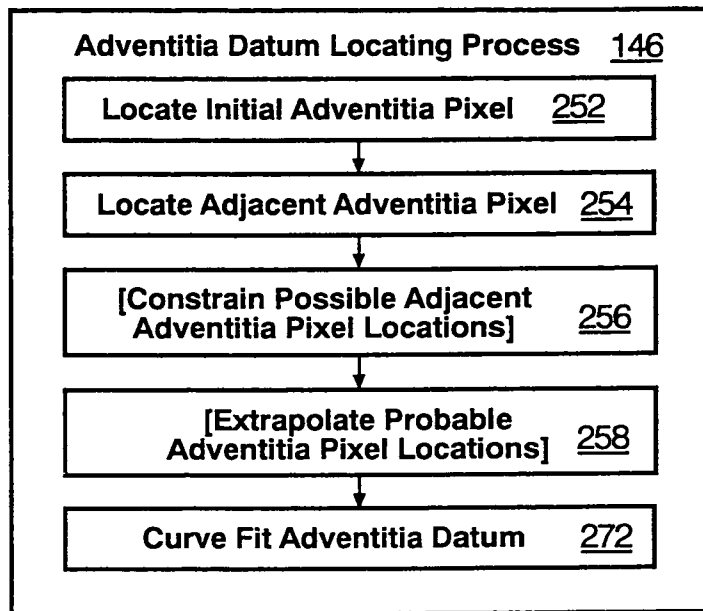 Adventitia Datum Locating Process 146
Locate Initial Adventitia Pixel 252
Locate Adjacent Adventitia Pixel 254
[Constrain Possible Adjacent
Adventitia Pixel Locations] 256
[Extrapolate Probable
Adventitia Pixel Locations] 258
Curve Fit Adventitia Datum 272